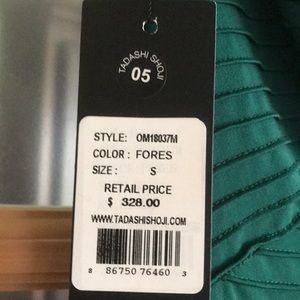 TADASHI SHOJI
05
STYLE: OM18037M
COLOR: FORES
SIZE: S
RETAIL PRICE
$ 328.00
WWW.TADASHISHOJI.COM
8 86750 76460 3